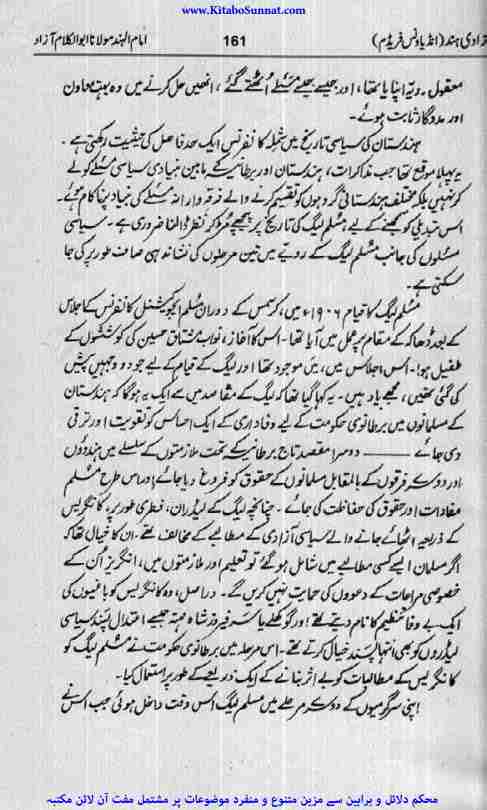 www.KitaboSunnat.com
زادی ہند (انڈیا ونس فریڈم)
161
امام الہند مولانا ابوالکلام آزاد
معقول رویّہ اپنایا تھا، اور جیسے جیسے مسئلے اُٹھتے گئے، انھیں حل کرنے میں وہ بہت معاون
اور مددگار ثابت ہوئے۔
ہندستان کی سیاسی تاریخ میں شملہ کانفرنس ایک حد فاصل کی حیثیت رکھتی ہے۔
یہ پہلا موقع تھا جب مذاکرات، ہندستان اور برطانیہ کے مابین بنیادی سیاسی مسئلے کو لے
کر نہیں بلکہ مختلف ہندستانی گروہوں کو تقسیم کرنے والے فرقہ وارانہ مسئلے کی بنیاد پر ناکام ہوئے۔
اس تبدیلی کو سمجھنے کے لیے مسلم لیگ کی تاریخ پر پیچھے مُڑ کر نظر ڈالنا ضروری ہے۔ سیاسی
مسئلوں کی جانب مسلم لیگ کے رویّے میں تین مرحلوں کی نشاندہی صاف طور پر کی جا
سکتی ہے۔
مسلم لیگ کا قیام ۱۹۰۶ء میں، کرسمس کے دوران مسلم ایجوکیشنل کانفرنس کے اجلاس
کے بعد ڈھاکہ کے مقام پر عمل میں آیا تھا۔ اس کا آغاز، نواب مشتاق حسین کی کوششوں کے
طفیل ہوا۔ اُس اجلاس میں، میں موجود تھا اور لیگ کے قیام کے لیے جو دو وجہیں پیش
کی گئی تھیں، مجھے یاد ہیں۔ یہ کہا گیا تھا کہ لیگ کے مقاصد میں سے ایک یہ ہوگا کہ ہندستان
کے مسلمانوں میں برطانوی حکومت کے لیے وفاداری کے ایک احساس کو تقویت اور ترقی
دی جائے ——— دوسرا مقصد تاج برطانیہ کے تحت ملازمتوں کے سلسلے میں ہندوؤں
اور دوسرے فرقوں کے بالمقابل مسلمانوں کے حقوق کو فروغ دیا جائے اور اس طرح مسلم
مفادات اور حقوق کی حفاظت کی جائے۔ چنانچہ لیگ کے لیڈران، فطری طور پر، کانگریس
کے ذریعہ اٹھائے جانے والے سیاسی آزادی کے مطالبے کے مخالف تھے۔ ان کا خیال تھا کہ
اگر مسلمان ایسے کسی مطالبے میں شامل ہو گئے تو تعلیم اور ملازمتوں میں، انگریز اُن کے
خصوصی مراعات کے دعووں کی حمایت نہیں کریں گے۔ دراصل، وہ کانگریس کو باغیوں کی
ایک بے وفا تنظیم کا نام دیتے تھے اور گوکھلے یا سر فیروز شاہ مہتہ جیسے اعتدال پسند سیاسی
لیڈروں کو بھی انتہا پسند خیال کرتے تھے۔ اس مرحلہ میں برطانوی حکومت نے مسلم لیگ کو
کانگریس کے مطالبات کو بے اثر بنانے کے ایک ذریعے کے طور پر استعمال کیا۔
اپنی سرگرمیوں کے دوسرے مرحلے میں مسلم لیگ اُس وقت داخل ہوئی جب اس نے
محکم دلائل و براہین سے مزین متنوع و منفرد موضوعات پر مشتمل مفت آن لائن مکتبہ